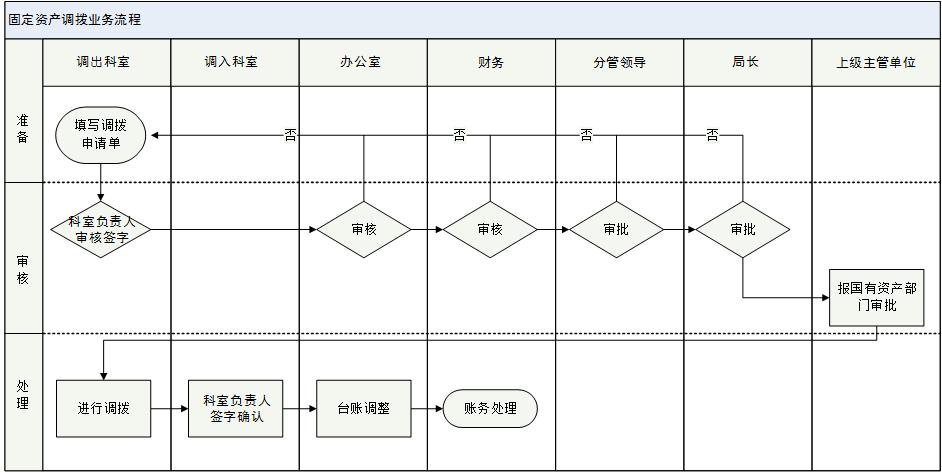 固定资产调拨业务流程
调出科室
调入科室
办公室
财务
分管领导
局长
上级主管单位
准备
填写调拨
申请单
否
否
否
否
审核
科室负责人
审核签字
审核
审核
审批
审批
报国有资产部
门审批
处理
进行调拨
科室负责人
签字确认
台账调整
账务处理